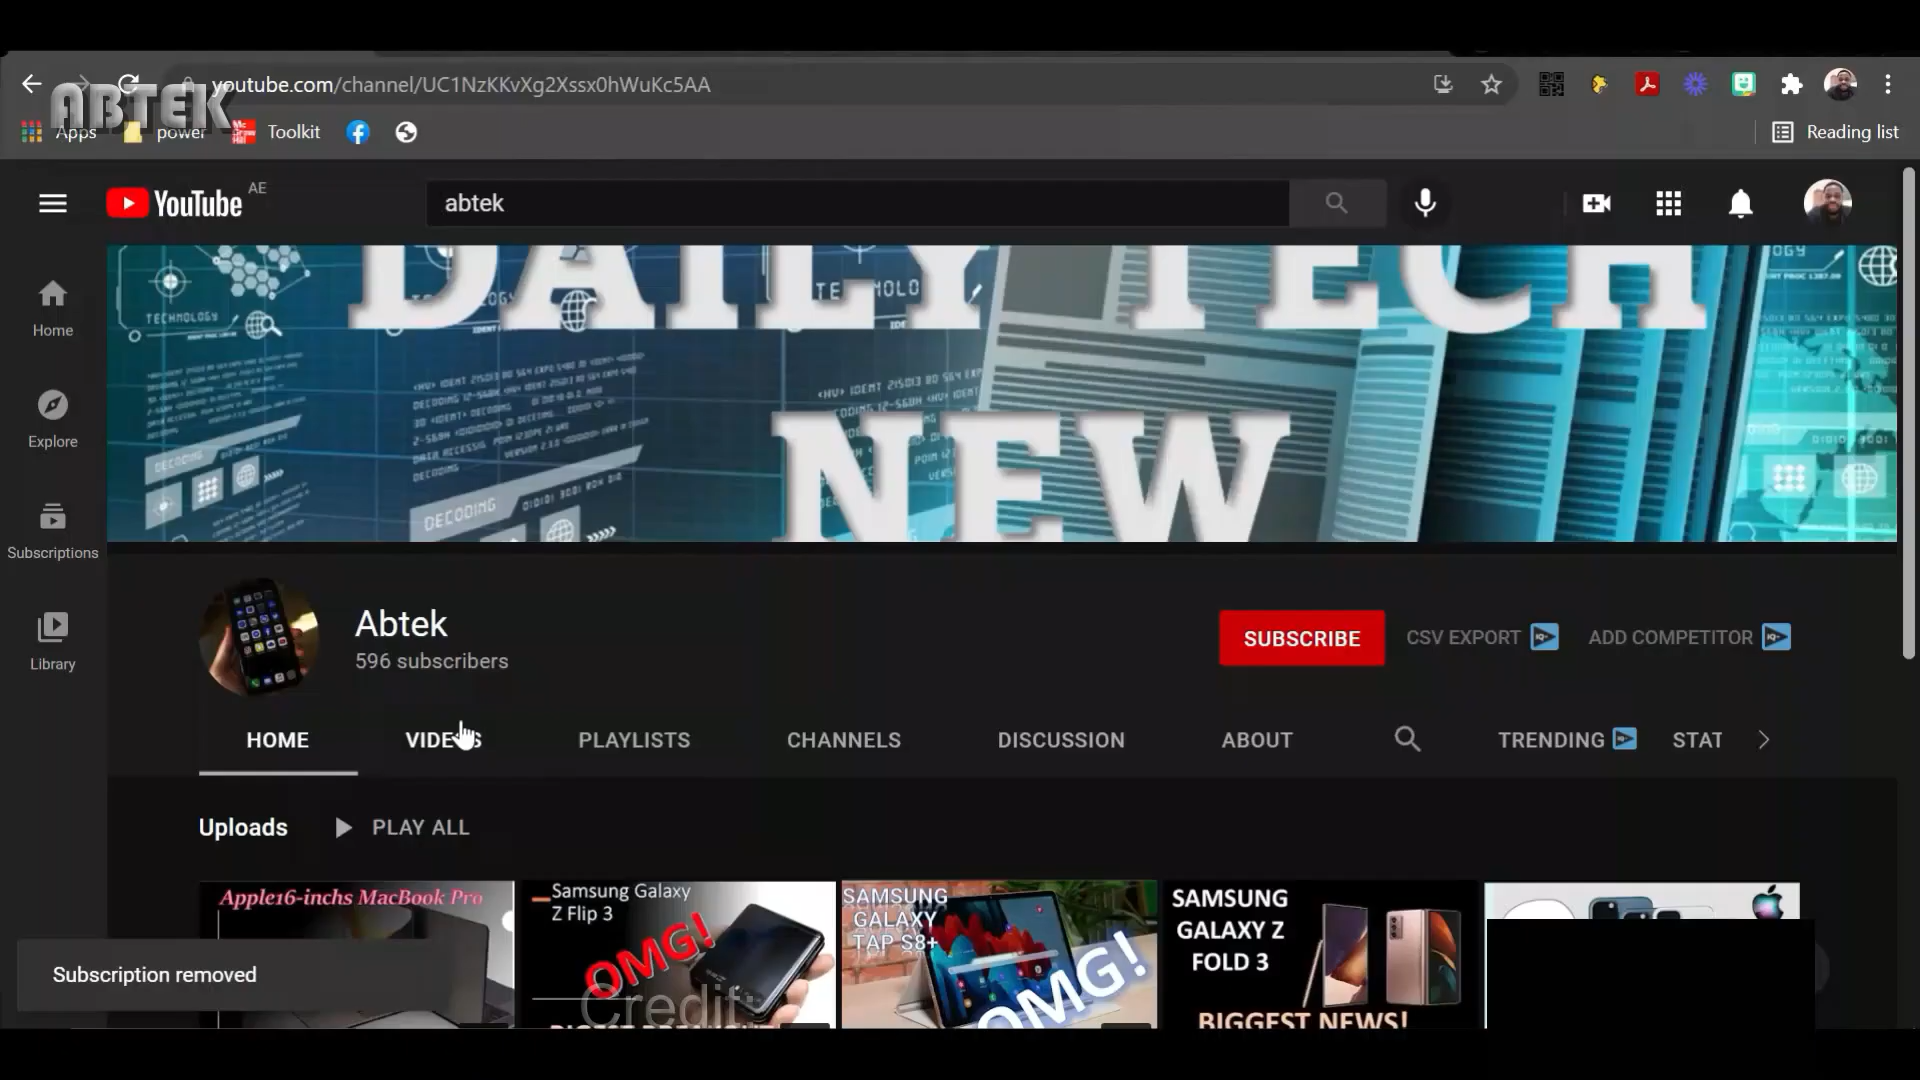 youtube.com/channel/UC1NzKKvXg2Xssx0hWuKc5AA
ABTEK
Apps
power
Toolkit
Reading list
YouTube AE
abtek
DAILY TECH
NEW
TECHNOLOGY
DECODING
DECODING
Home
Explore
Subscriptions
Library
Abtek
596 subscribers
SUBSCRIBE
CSV EXPORT
ADD COMPETITOR
HOME
VIDEOS
PLAYLISTS
CHANNELS
DISCUSSION
ABOUT
TRENDING
STAT
Uploads
PLAY ALL
Apple16-inchs MacBook Pro
Samsung Galaxy
Z Flip 3
OMG!
SAMSUNG
GALAXY
TAP S8+
OMG!
SAMSUNG
GALAXY Z
FOLD 3
BIGGEST NEWS!
Subscription removed
Credit: